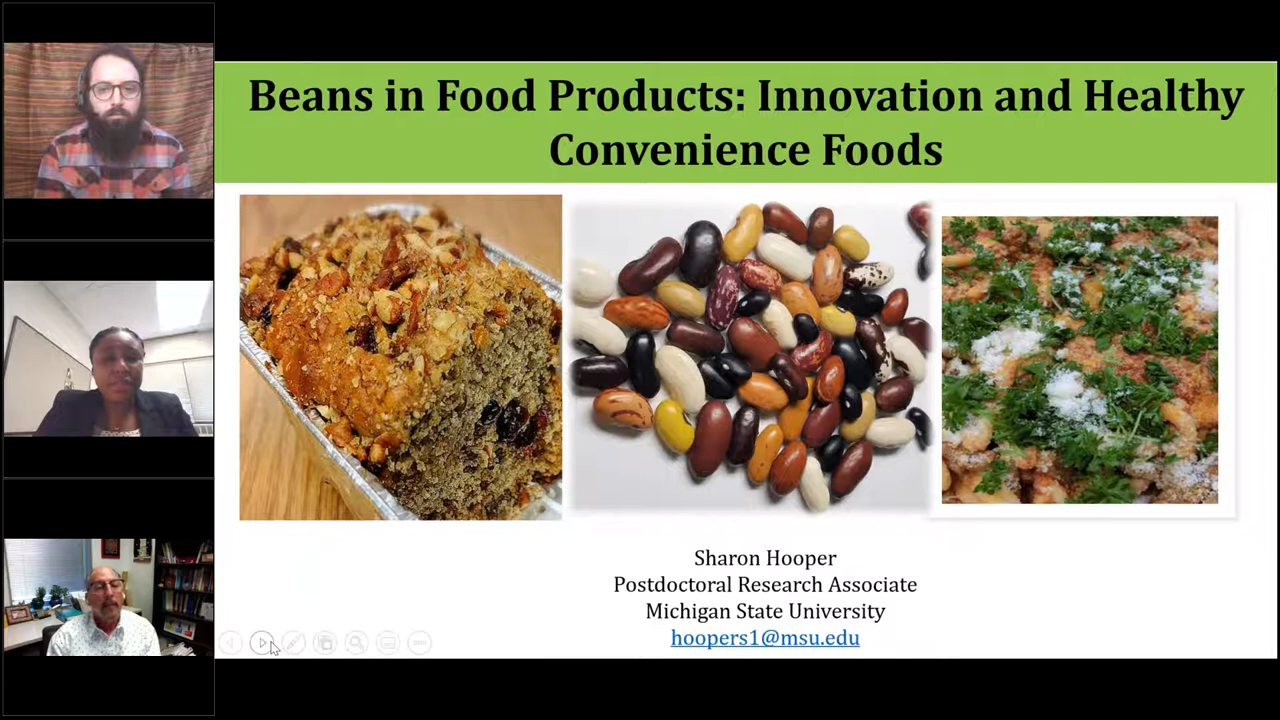 Beans in Food Products: Innovation and Healthy
Convenience Foods
Sharon Hooper
Postdoctoral Research Associate
Michigan State University
hoopers1@msu.edu